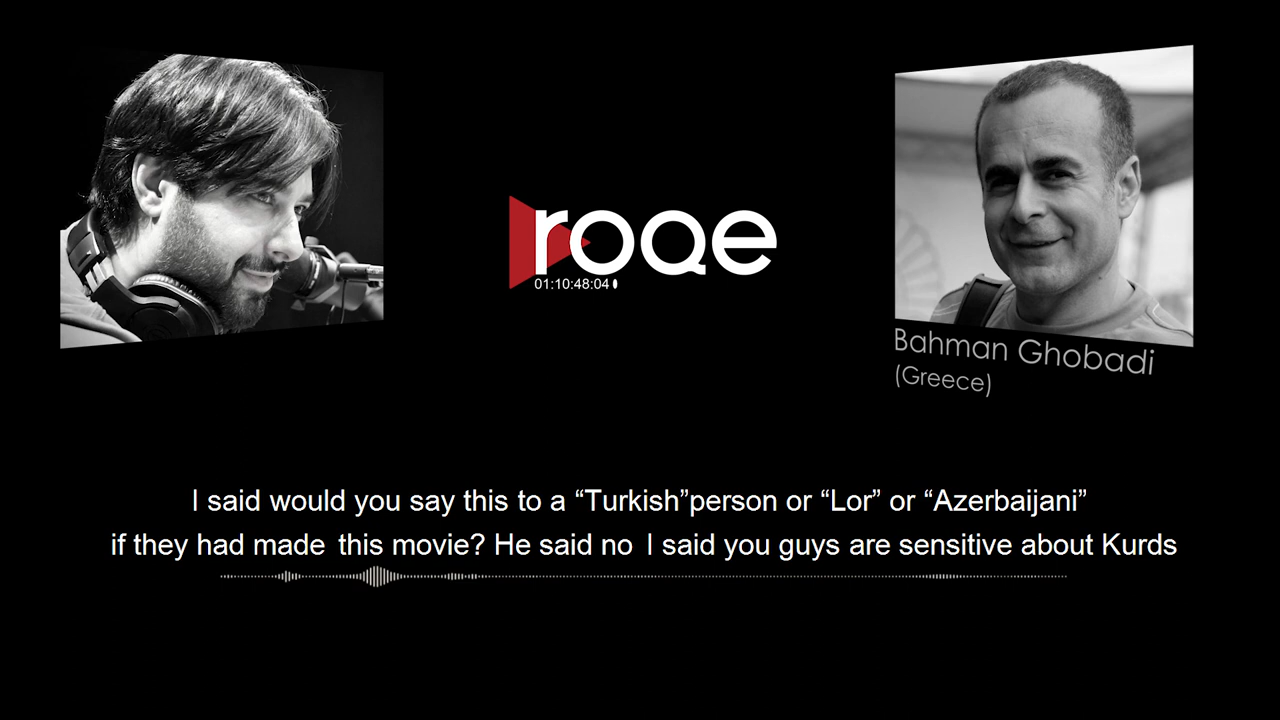 roqe
01:10:48:04
Bahman Ghobadi
(Greece)
I said would you say this to a “Turkish”person or “Lor” or “Azerbaijani”
if they had made this movie? He said no I said you guys are sensitive about Kurds